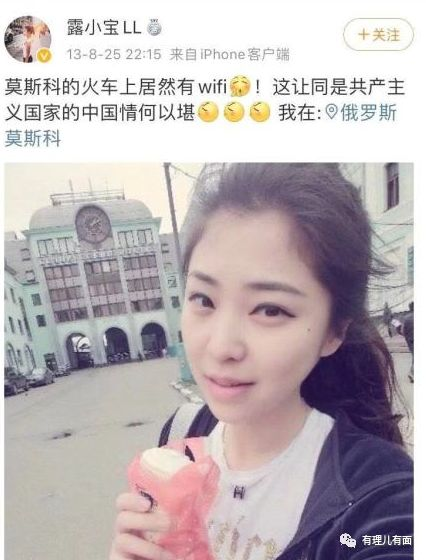 露小宝LL
13-8-25 22:15 来自iPhone客户端
+关注
莫斯科的火车上居然有wifi！这让同是共产主
义国家的中国情何以堪 我在:俄罗斯
莫斯科
H
有理儿有面